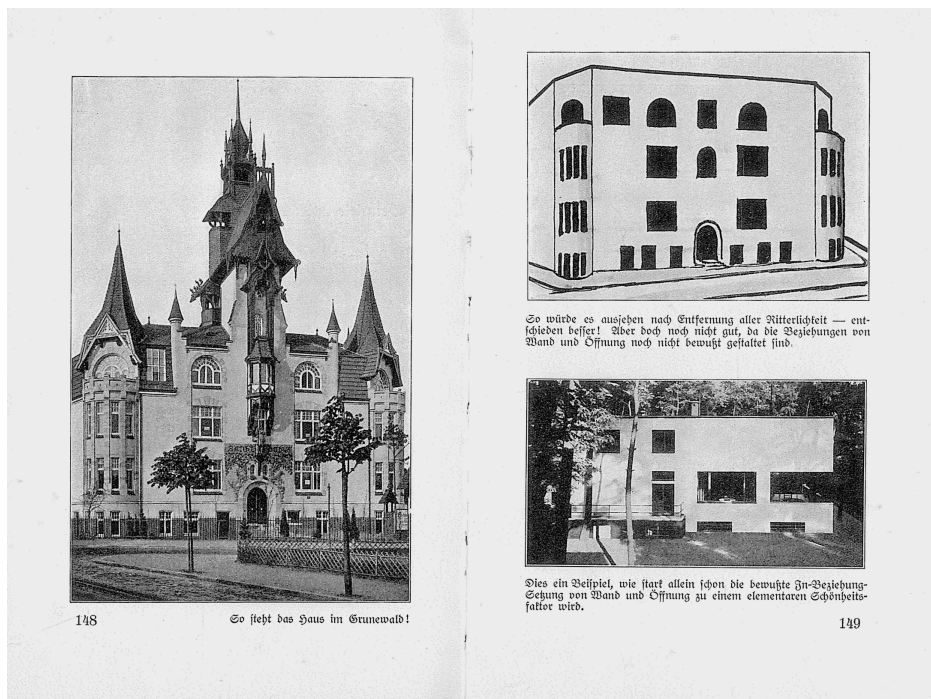 148
So steht das Haus im Grunewald!
So würde es aussehen nach Entfernung aller Ritterlichkeit — ent-
schieden besser! Aber doch noch nicht gut, da die Beziehungen von
Wand und Öffnung noch nicht bewußt gestaltet sind.
Dies ein Beispiel, wie stark allein schon die bewußte In-Beziehung-
Setzung von Wand und Öffnung zu einem elementaren Schönheits-
faktor wird.
149